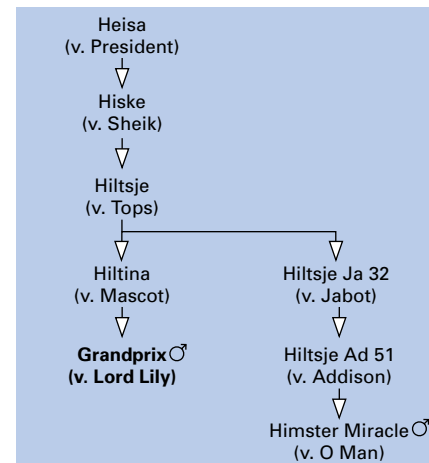 Heisa
(v. President)
Hiske
(v. Sheik)
Hiltsje
(v. Tops)
Hiltina
(v. Mascot)
Grandprix♂
(v. Lord Lily)
Hiltsje Ja 32
(v. Jabot)
Hiltsje Ad 51
(v. Addison)
Himster Miracle♂
(v. O Man)